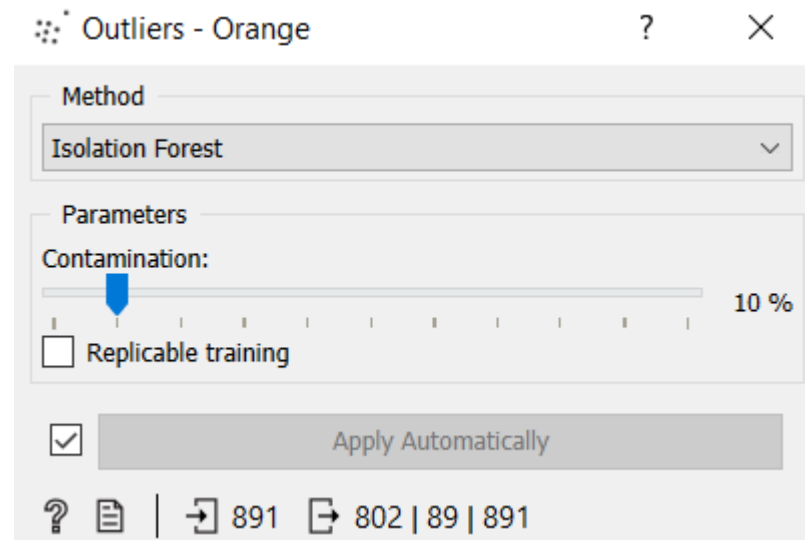 Outliers - Orange ?
Method
Isolation Forest
Parameters
Contamination:
10 %
Replicable training
Apply Automatically
? 891 802 | 89 | 891